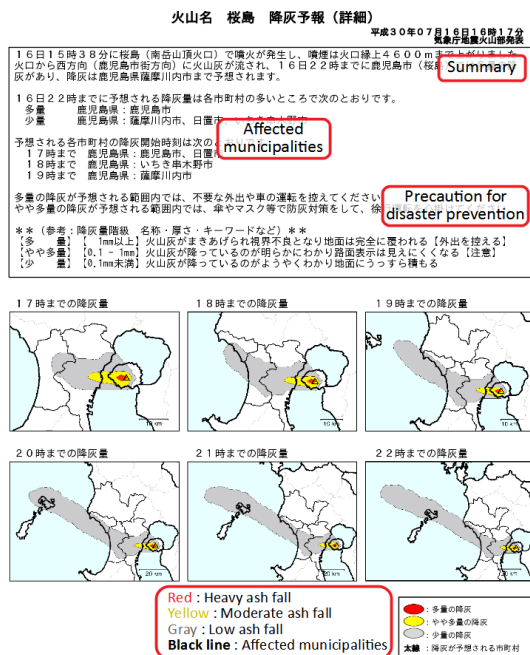 火山名 桜島 降灰予報（詳細）
平成３０年０７月１６日１６時１７分
気象庁地震火山部発表
１６日１５時３８分に桜島（南岳山頂火口）で噴火が発生し、噴煙は火口縁上４６００ｍまで上がりました。
火口から西方向（鹿児島市街方向）に火山灰が流され、１６日２２時までに鹿児島市（桜島
灰があり、降灰は鹿児島県薩摩川内市まで予想されます。
Summary
１６日２２時までに予想される降灰量は各市町村の多いところで次のとおりです。
多量 鹿児島県：鹿児島市
少量 鹿児島県：薩摩川内市、日置市、
Affected
municipalities
予想される各市町村の降灰開始時刻は次の
１７時まで 鹿児島県：鹿児島市、日置市
１８時まで 鹿児島県：いちき串木野市
１９時まで 鹿児島県：薩摩川内市
多量の降灰が予想される範囲内では、不要な外出や車の運転を控えてください
やや多量の降灰が予想される範囲内では、傘やマスク等で防灰対策をして、徐
Precaution for
disaster prevention
＊＊（参考：降灰量階級 名称・厚さ・キーワードなど）＊＊
【多 量】【 1mm以上】火山灰がまきあげられ視界不良となり地面は完全に覆われる【外出を控える】
【やや多量】【0.1 - 1mm】火山灰が降っているのが明らかにわかり路面表示は見えにくくなる【注意】
【少 量】【0.1mm未満】火山灰が降っているのがようやくわかり地面にうっすら積もる
１７時までの降灰量
１８時までの降灰量
１９時までの降灰量
10 km
10 km
10 km
２０時までの降灰量
２１時までの降灰量
２２時までの降灰量
20 km
20 km
20 km
Red : Heavy ash fall
Yellow : Moderate ash fall
Gray : Low ash fall
Black line : Affected municipalities
：多量の降灰
：やや多量の降灰
：少量の降灰
太線 ：降灰が予想される市町村